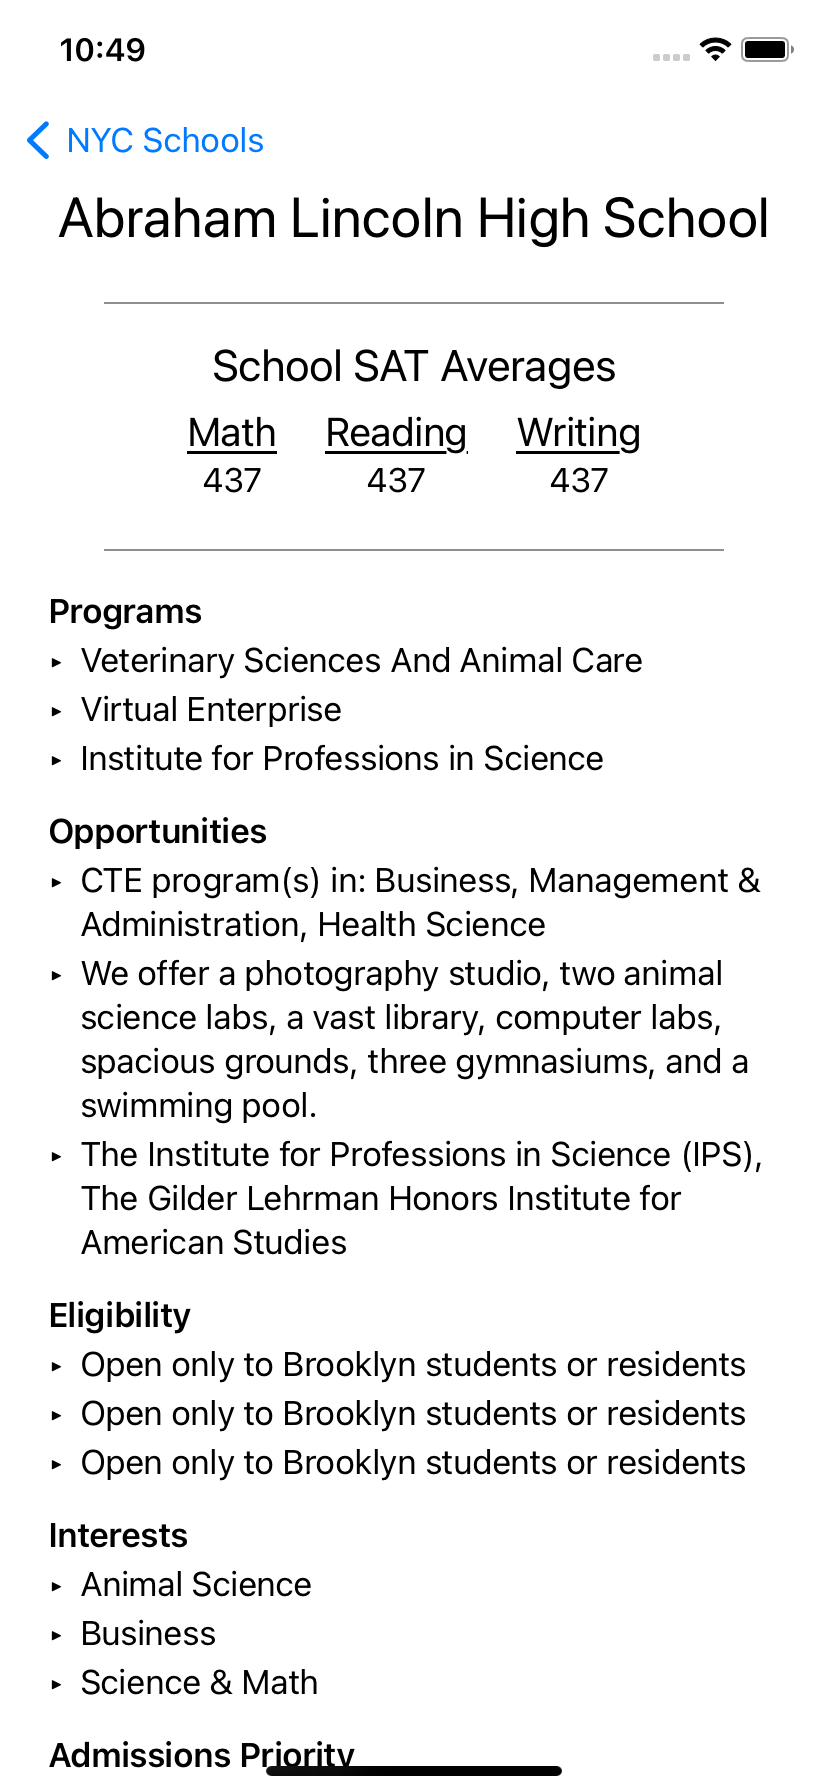 10:49
NYC Schools
Abraham Lincoln High School
School SAT Averages
Math Reading Writing
437 437 437
Programs
▸ Veterinary Sciences And Animal Care
▸ Virtual Enterprise
▸ Institute for Professions in Science
Opportunities
▸ CTE program(s) in: Business, Management &
Administration, Health Science
▸ We offer a photography studio, two animal
science labs, a vast library, computer labs,
spacious grounds, three gymnasiums, and a
swimming pool.
▸ The Institute for Professions in Science (IPS),
The Gilder Lehrman Honors Institute for
American Studies
Eligibility
▸ Open only to Brooklyn students or residents
▸ Open only to Brooklyn students or residents
▸ Open only to Brooklyn students or residents
Interests
▸ Animal Science
▸ Business
▸ Science & Math
Admissions Priority